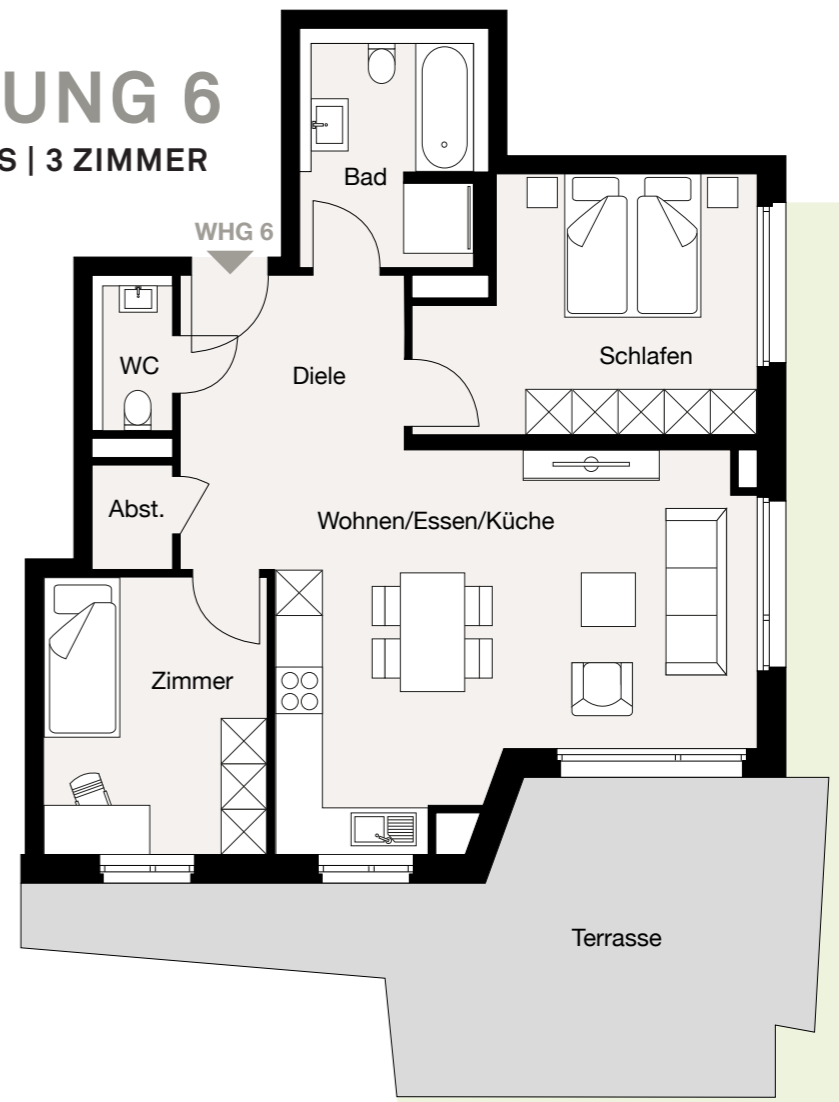 UNG 6
S | 3 ZIMMER
Bad
WHG 6
WC
Diele
Schlafen
Abst.
Wohnen/Essen/Küche
Zimmer
Terrasse